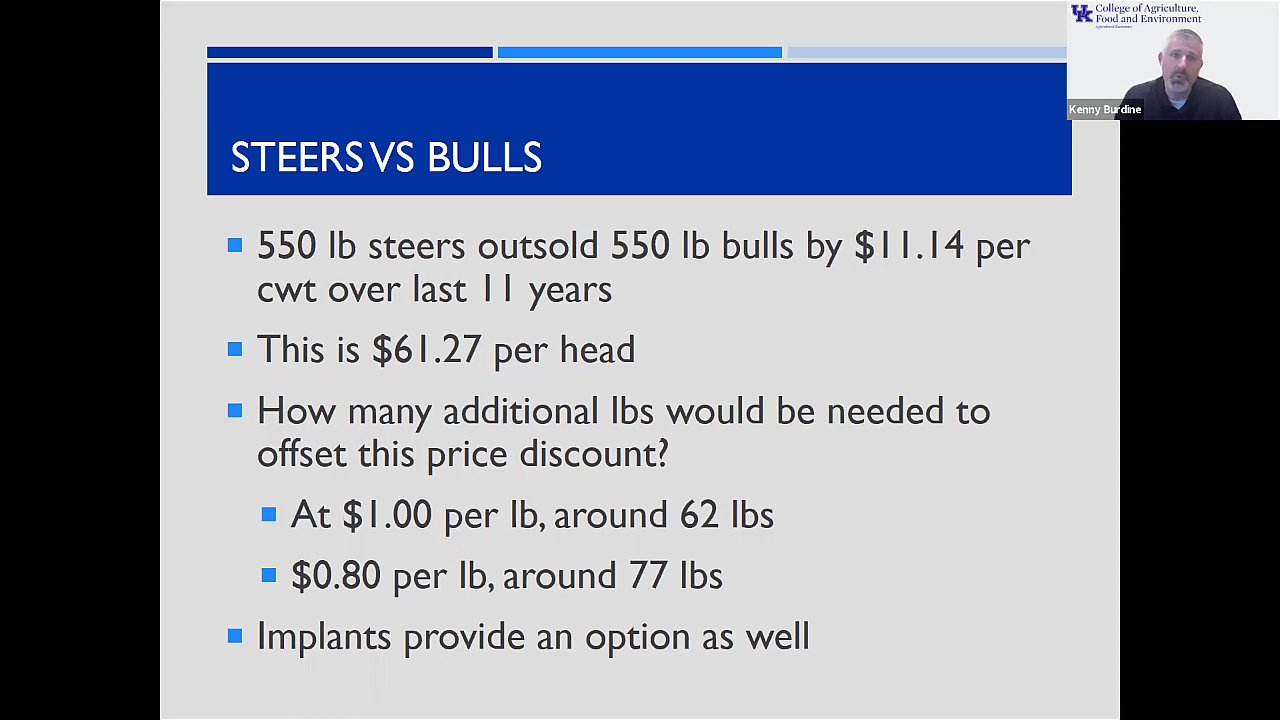 College of Agriculture,
Food and Environment
Agricultural Economics
Kenny Burdine
STEERS VS BULLS
550 lb steers outsold 550 lb bulls by $11.14 per
cwt over last 11 years
This is $61.27 per head
How many additional lbs would be needed to
offset this price discount?
At $1.00 per lb, around 62 lbs
$0.80 per lb, around 77 lbs
Implants provide an option as well